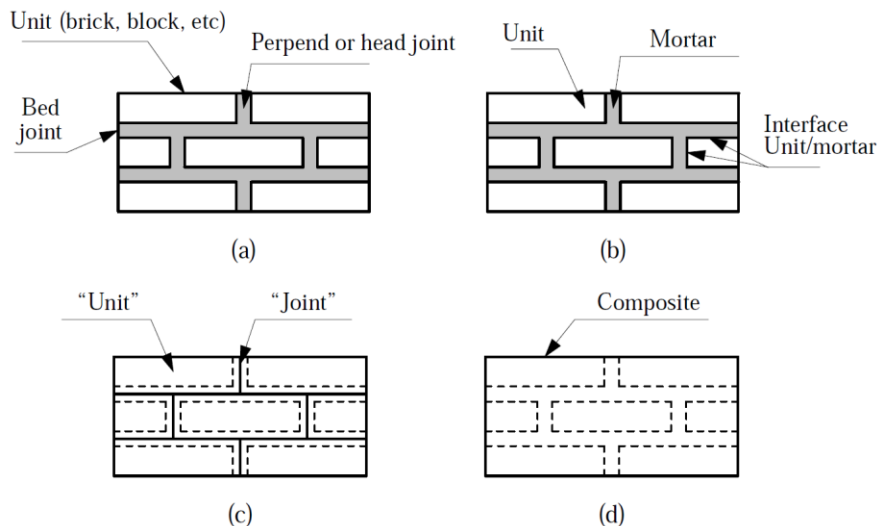 Unit (brick, block, etc)
Perpend or head joint
Bed
joint
(a)
Unit
Mortar
Interface
Unit/mortar
(b)
“Unit”
“Joint”
(c)
Composite
(d)